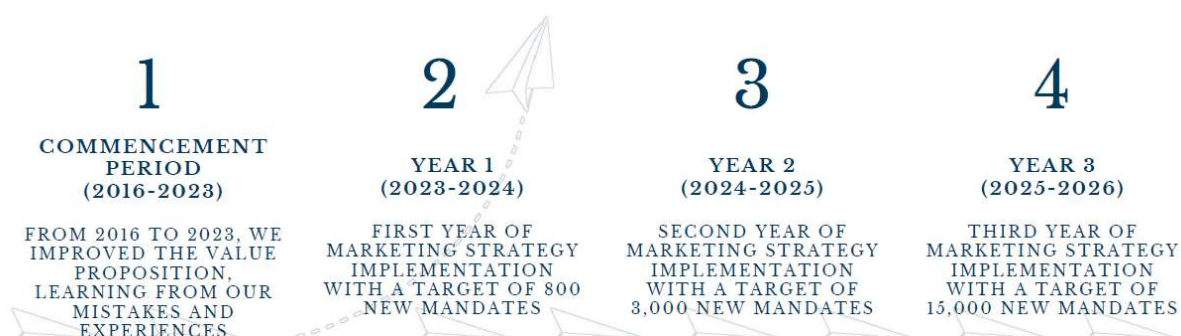 1
COMMENCEMENT
PERIOD
(2016-2023)
FROM 2016 TO 2023, WE
IMPROVED THE VALUE
PROPOSITION,
LEARNING FROM OUR
MISTAKES AND
EXPERIENCES
2
YEAR 1
(2023-2024)
FIRST YEAR OF
MARKETING STRATEGY
IMPLEMENTATION
WITH A TARGET OF 800
NEW MANDATES
3
YEAR 2
(2024-2025)
SECOND YEAR OF
MARKETING STRATEGY
IMPLEMENTATION
WITH A TARGET OF
3,000 NEW MANDATES
4
YEAR 3
(2025-2026)
THIRD YEAR OF
MARKETING STRATEGY
IMPLEMENTATION
WITH A TARGET OF
15,000 NEW MANDATES